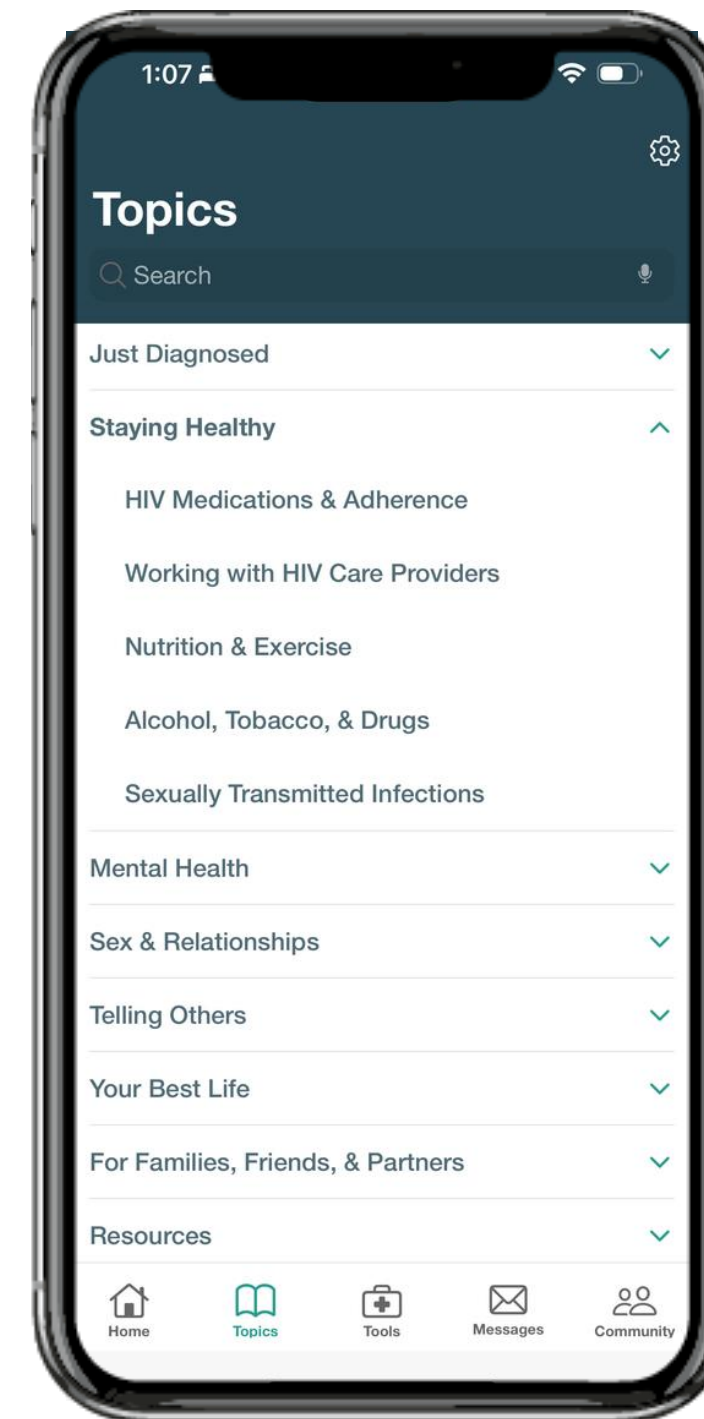 1:07
Topics
Search
Just Diagnosed
Staying Healthy
HIV Medications & Adherence
Working with HIV Care Providers
Nutrition & Exercise
Alcohol, Tobacco, & Drugs
Sexually Transmitted Infections
Mental Health
Sex & Relationships
Telling Others
Your Best Life
For Families, Friends, & Partners
Resources
Home Topics Tools Messages Community